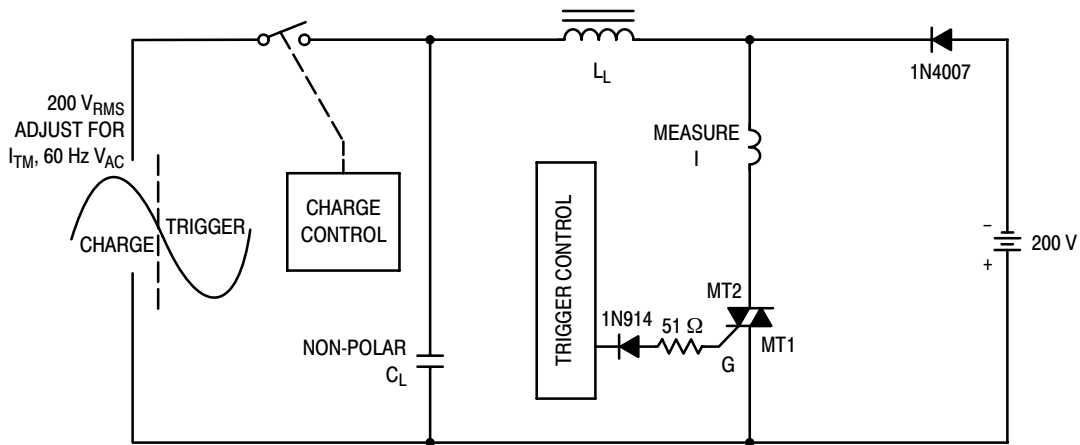 200 V_RMS
ADJUST FOR
I_TM, 60 Hz V_AC
CHARGE
TRIGGER
CHARGE
CONTROL
NON-POLAR
C_L
L_L
MEASURE
I
TRIGGER CONTROL
1N914
51 Ω
G
MT2
MT1
1N4007
−
+
200 V